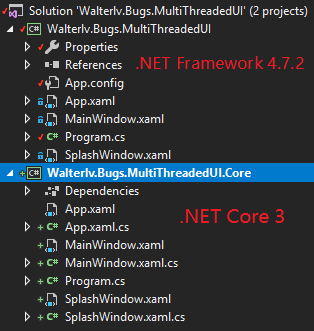 Solution 'Walterlv.Bugs.MultiThreadedUI' (2 projects)
C# Walterlv.Bugs.MultiThreadedUI
Properties
References .NET Framework 4.7.2
App.config
App.xaml
MainWindow.xaml
C# Program.cs
SplashWindow.xaml
C# Walterlv.Bugs.MultiThreadedUI.Core
Dependencies
App.xaml .NET Core 3
C# App.xaml.cs
MainWindow.xaml
C# MainWindow.xaml.cs
C# Program.cs
SplashWindow.xaml
C# SplashWindow.xaml.cs